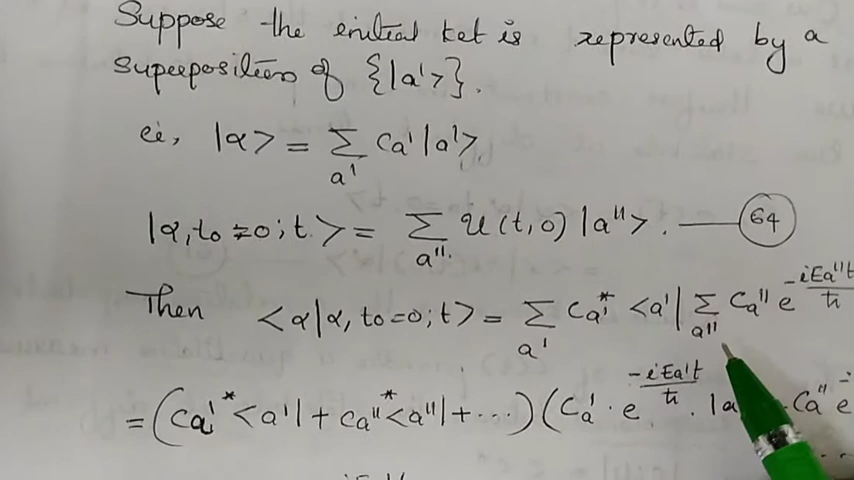 Suppose the initial ket is represented by a
superposition of {|a'>}.
ie, |α> = Σ_{a'} C_{a'} |a'>
|α, t₀=0; t> = Σ_{a''} U(t,0) |a''>. —— (64)
Then <α|α, t₀=0; t> = Σ_{a'} C_{a'}^* <a'| Σ_{a''} C_{a''} e^{-iE_{a''}t/ħ}
= (C_{a'}^* <a'| + C_{a''}^* <a''| + ...) (C_{a'} · e^{-iE_{a'}t/ħ} · |a C_{a''} e